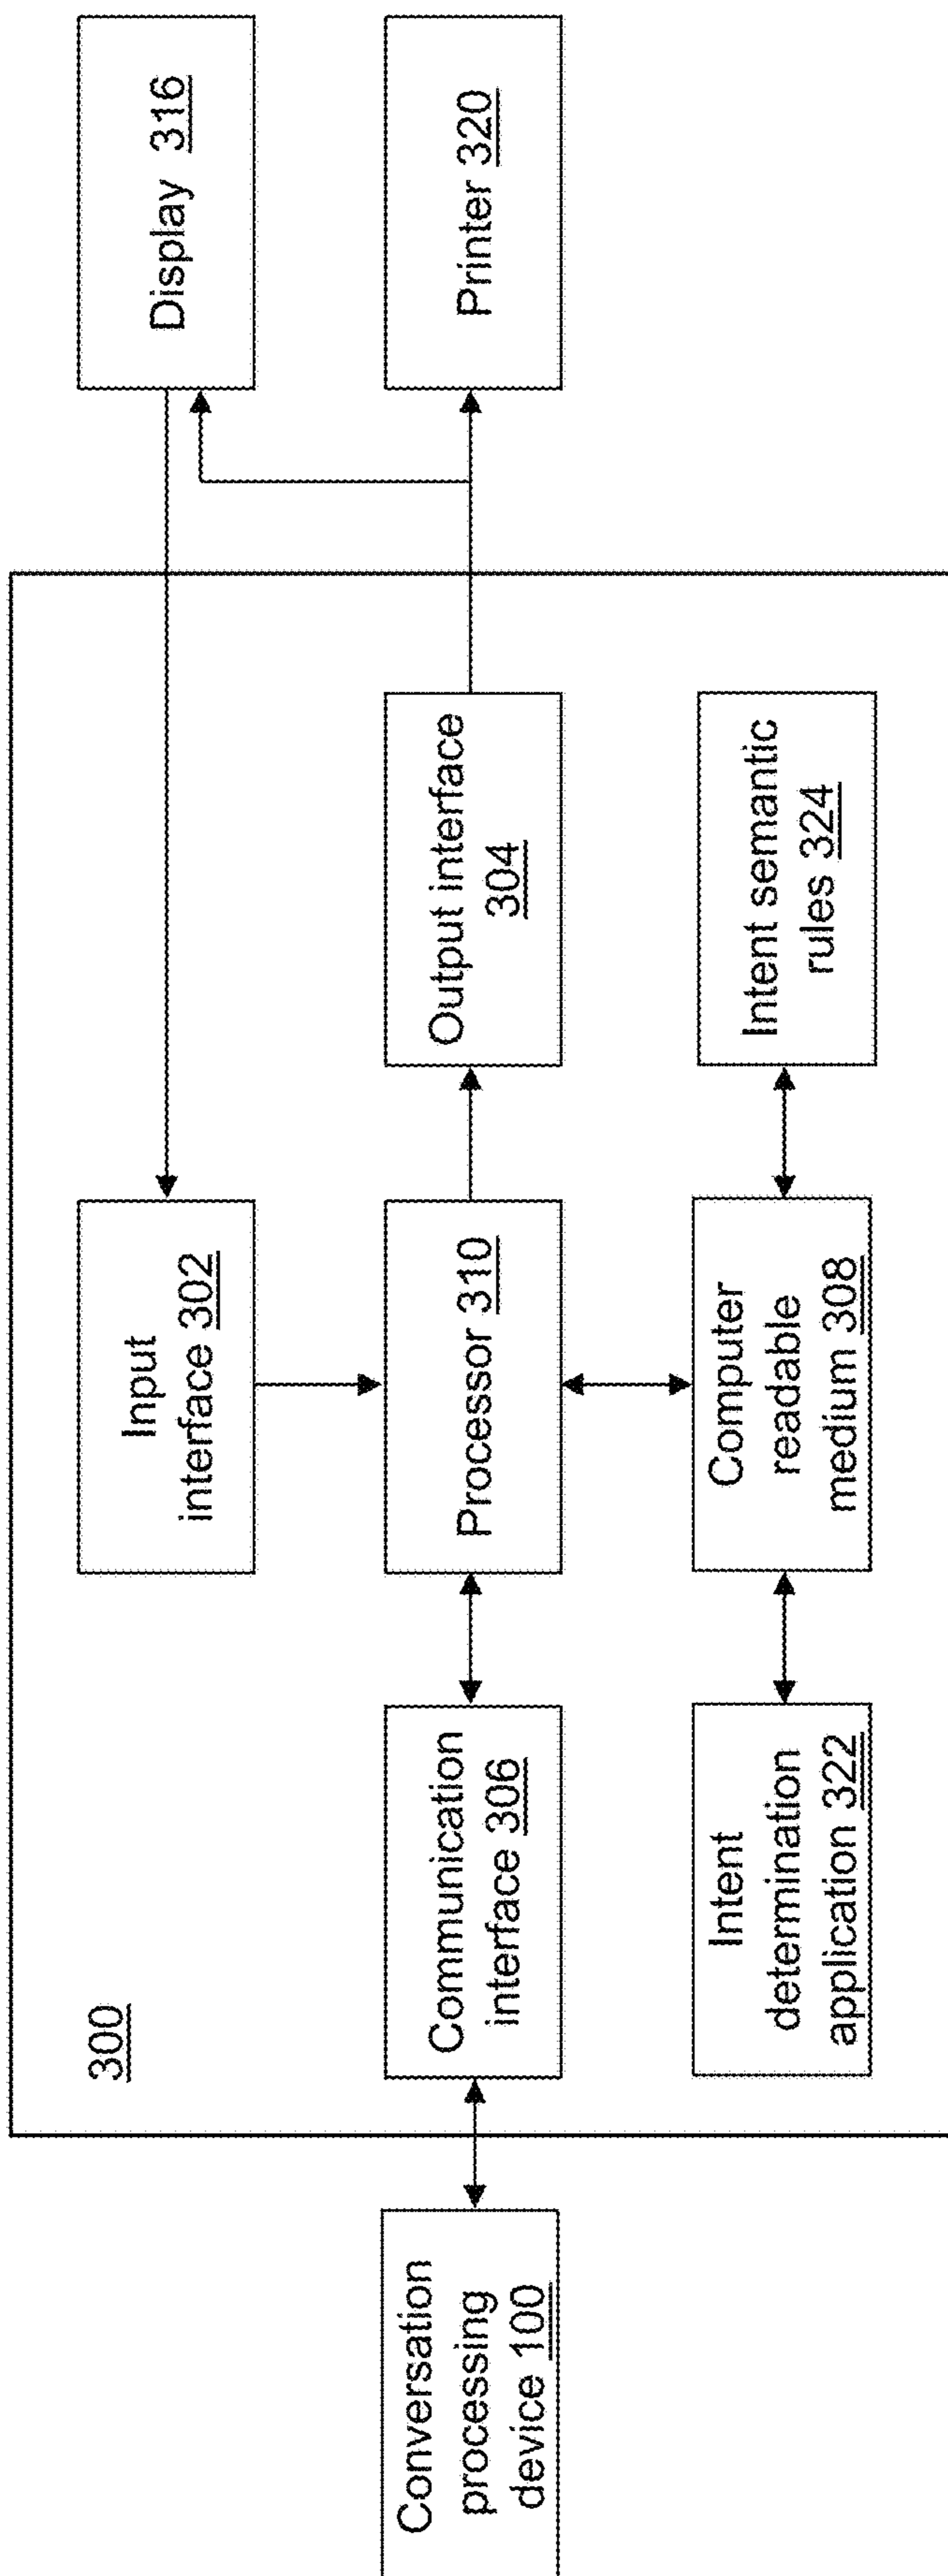 300
Input
interface 302
Display 316
Conversation
processing
device 100
Communication
interface 306
Processor 310
Output interface
304
Printer 320
Intent
determination
application 322
Computer
readable
medium 308
Intent semantic
rules 324